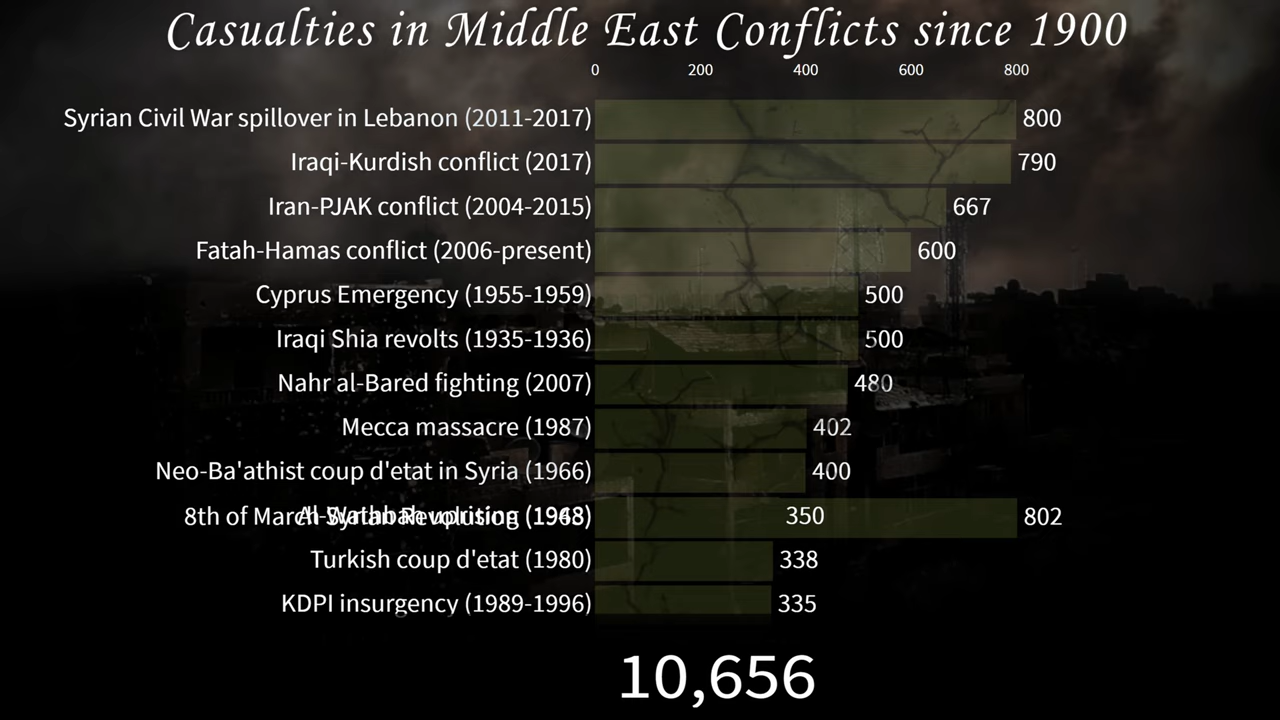 Casualties in Middle East Conflicts since 1900
0 200 400 600 800
Syrian Civil War spillover in Lebanon (2011-2017) 800
Iraqi-Kurdish conflict (2017) 790
Iran-PJAK conflict (2004-2015) 667
Fatah-Hamas conflict (2006-present) 600
Cyprus Emergency (1955-1959) 500
Iraqi Shia revolts (1935-1936) 500
Nahr al-Bared fighting (2007) 480
Mecca massacre (1987) 402
Neo-Ba'athist coup d'etat in Syria (1966) 400
8th of March 350 802
Turkish coup d'etat (1980) 338
KDPI insurgency (1989-1996) 335
10,656